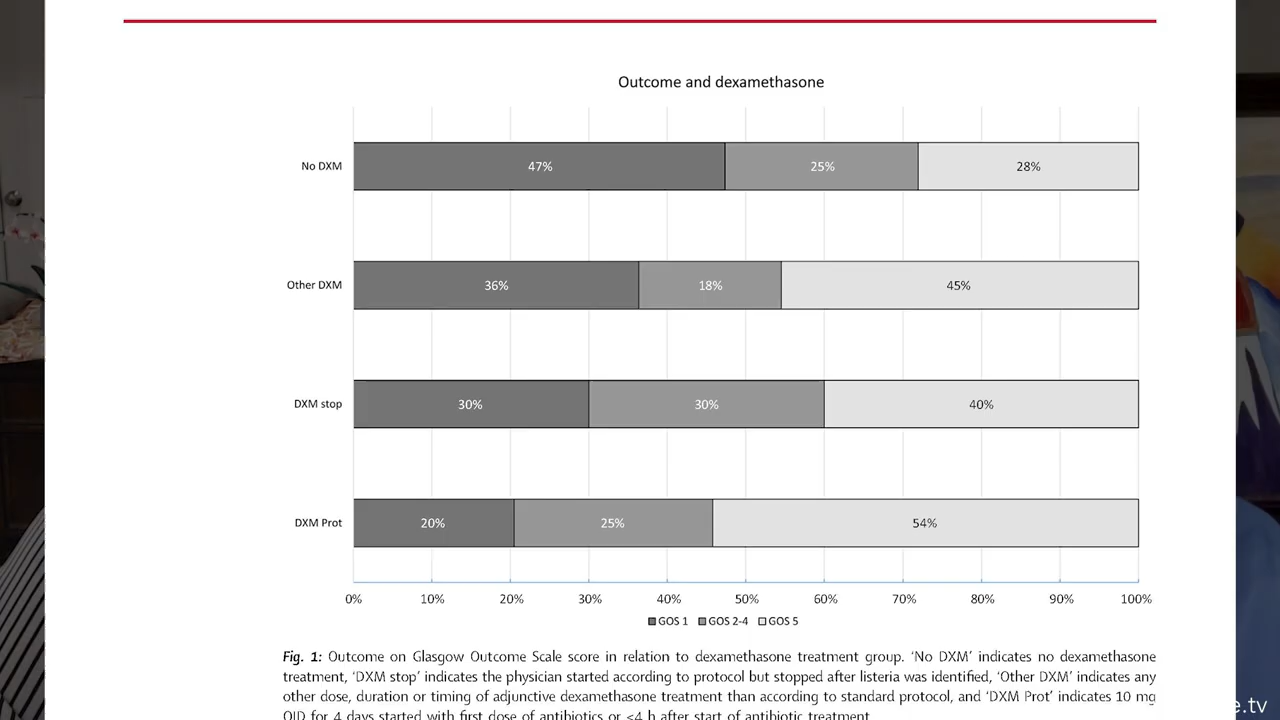 Outcome and dexamethasone
No DXM
47%
25%
28%
Other DXM
36%
18%
45%
DXM stop
30%
30%
40%
DXM Prot
20%
25%
54%
0% 10% 20% 30% 40% 50% 60% 70% 80% 90% 100%
GOS 1 GOS 2-4 GOS 5
Fig. 1: Outcome on Glasgow Outcome Scale score in relation to dexamethasone treatment group. ‘No DXM’ indicates no dexamethasone
treatment, ‘DXM stop’ indicates the physician started according to protocol but stopped after listeria was identified, ‘Other DXM’ indicates any
other dose, duration or timing of adjunctive dexamethasone treatment than according to standard protocol, and ‘DXM Prot’ indicates 10 mg
QID for 4 days started with first dose of antibiotics or <4 h after start of antibiotic treatment.
e.tv